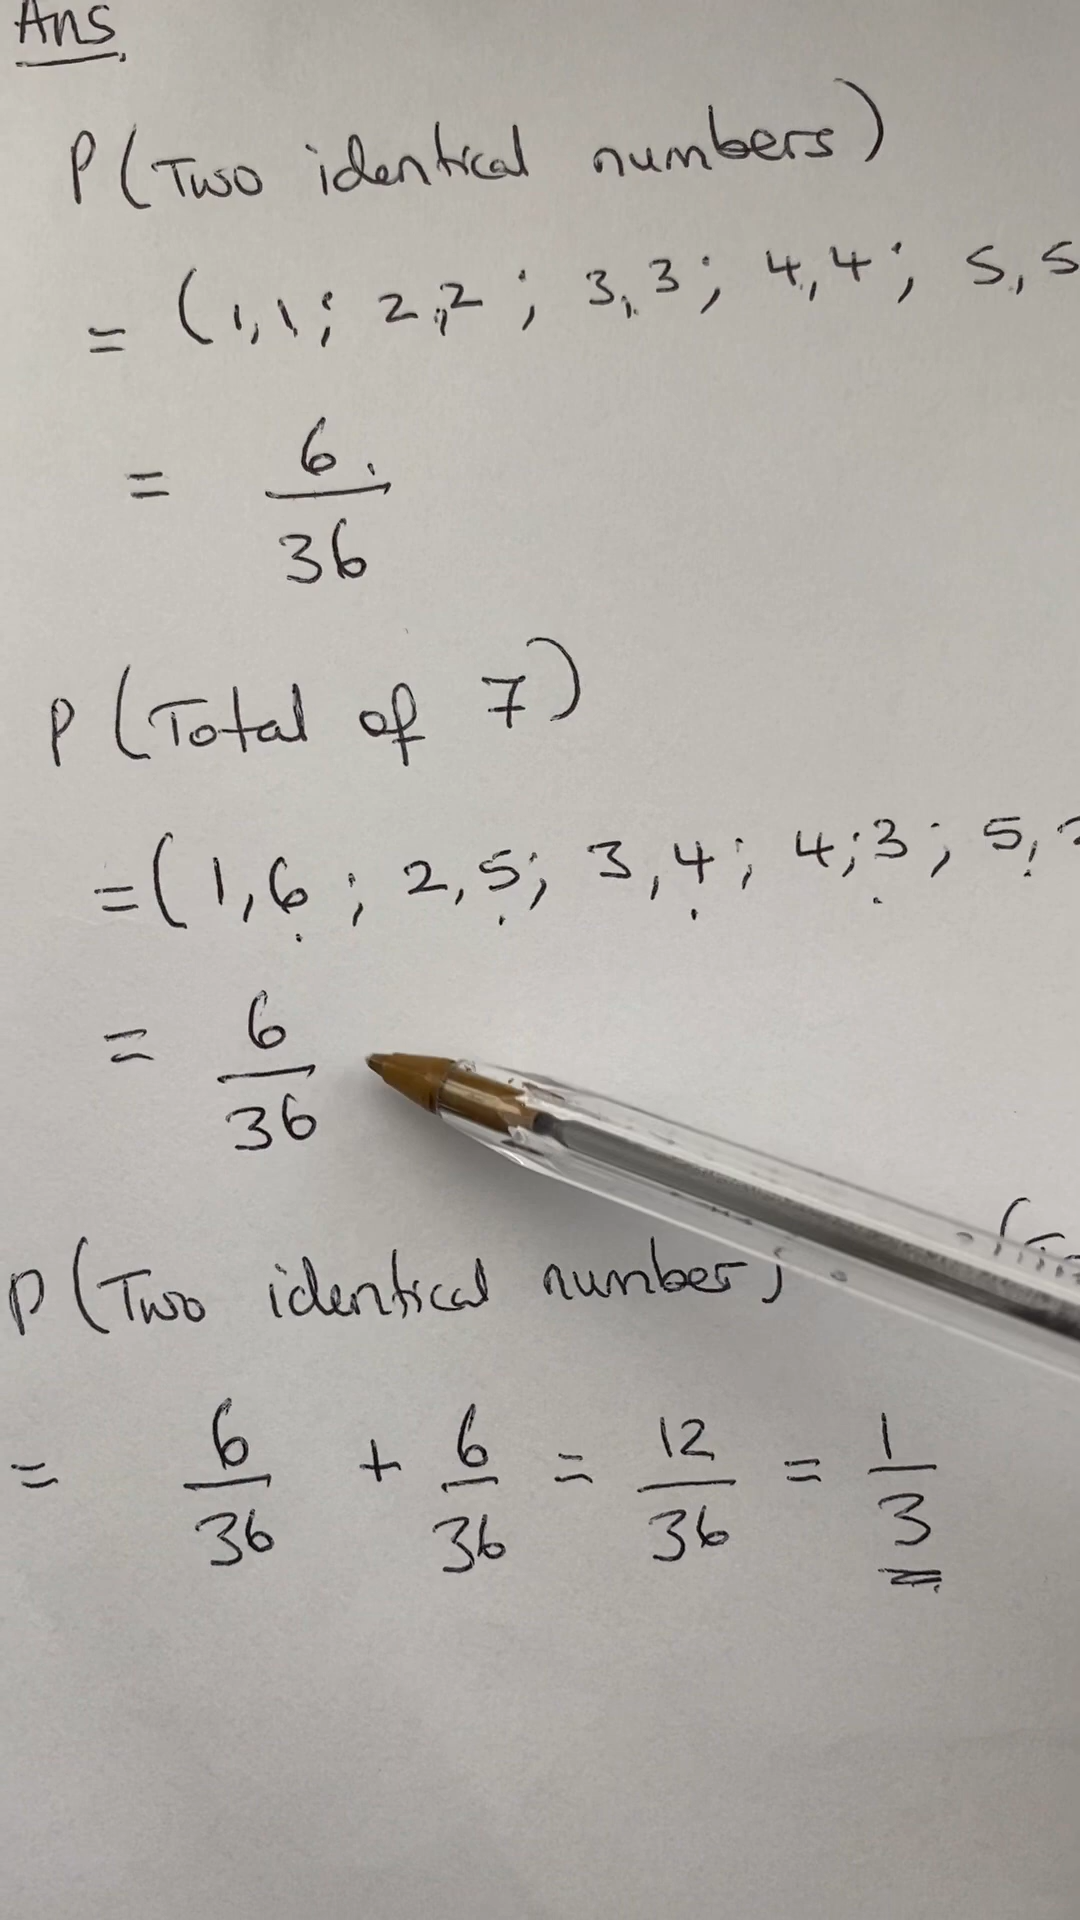 Ans.
P(Two identical numbers)
= (1,1; 2,2; 3,3; 4,4; 5,5
= 6/36
P(Total of 7)
=(1,6; 2,5; 3,4; 4;3; 5,
= 6/36
P(Two identical number)
= 6/36 + 6/36 = 12/36 = 1/3